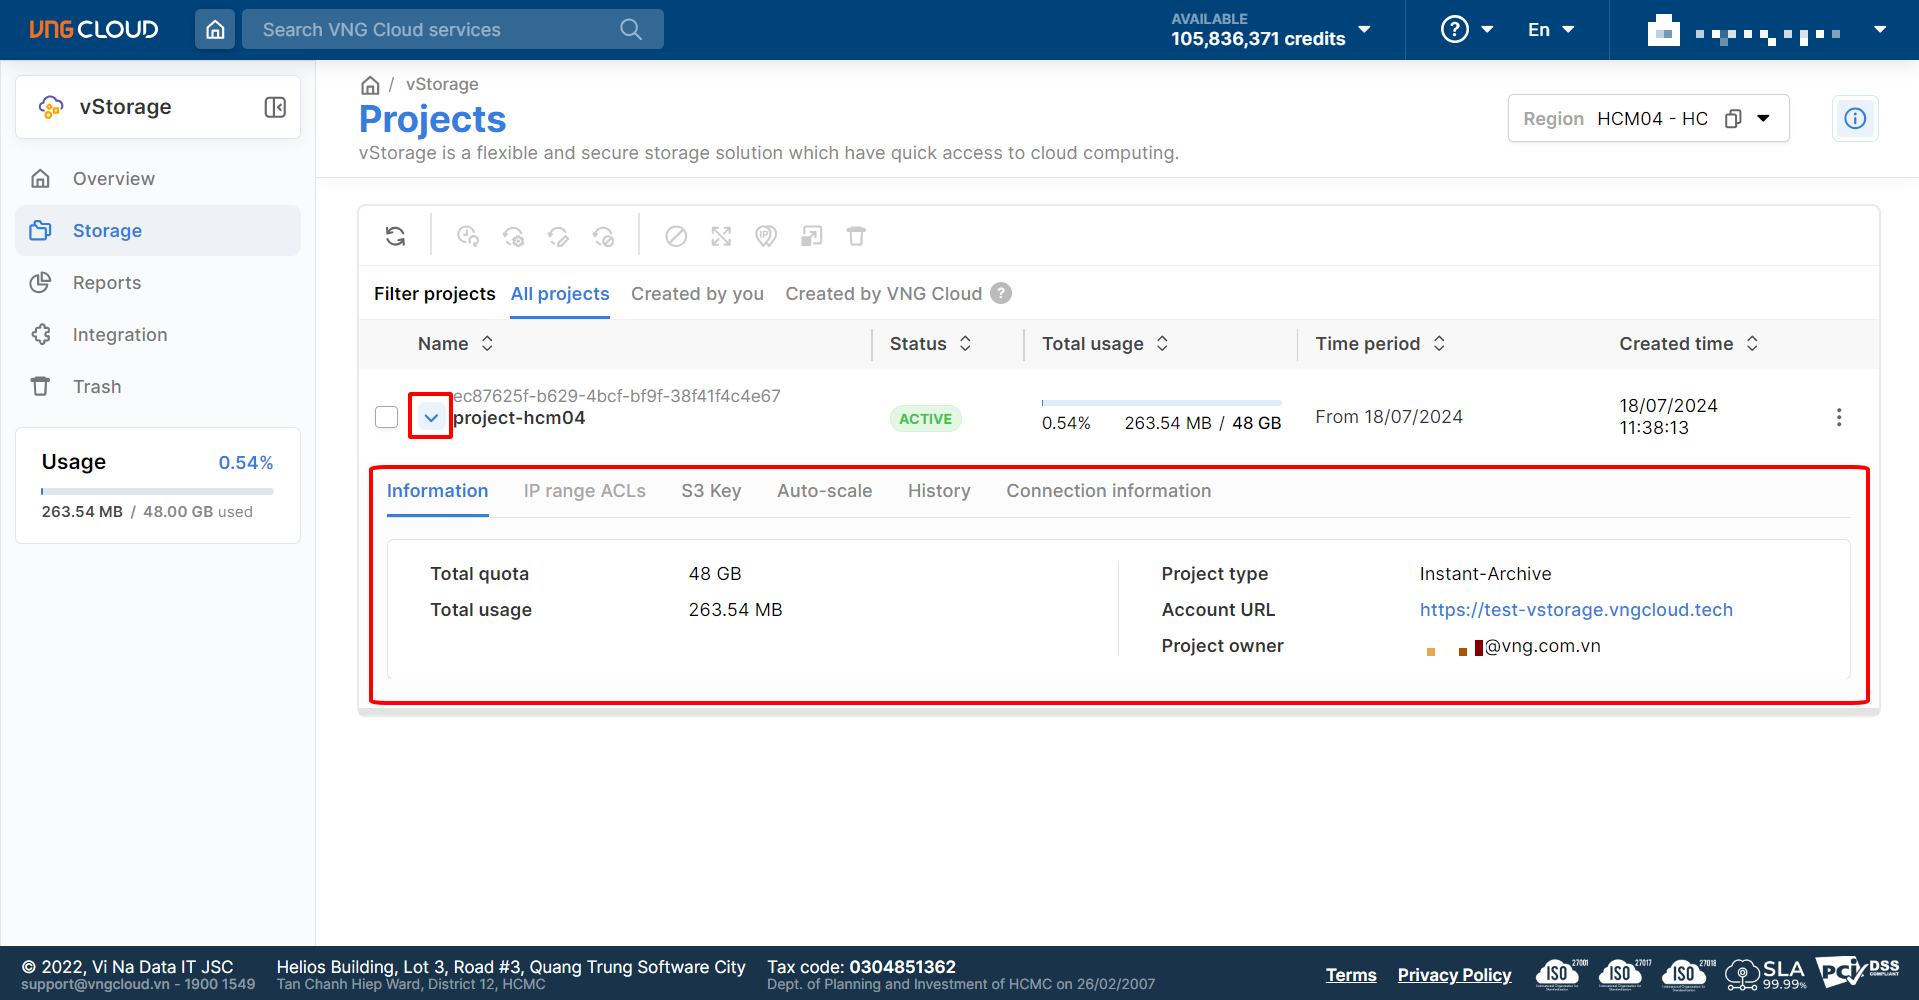 VNG CLOUD
Search VNG Cloud services
AVAILABLE
105,836,371 credits
?
En
vStorage
Overview
Storage
Reports
Integration
Trash
Usage 0.54%
263.54 MB / 48.00 GB used
/ vStorage
Projects
vStorage is a flexible and secure storage solution which have quick access to cloud computing.
Region HCM04 - HC
Filter projects All projects Created by you Created by VNG Cloud ?
Name Status Total usage Time period Created time
ec87625f-b629-4bcf-bf9f-38f41f4c4e67
project-hcm04
ACTIVE
0.54% 263.54 MB / 48 GB
From 18/07/2024
18/07/2024
11:38:13
Information IP range ACLs S3 Key Auto-scale History Connection information
Total quota 48 GB
Total usage 263.54 MB
Project type Instant-Archive
Account URL https://test-vstorage.vngcloud.tech
Project owner @vng.com.vn
© 2022, Vi Na Data IT JSC
support@vngcloud.vn - 1900 1549
Helios Building, Lot 3, Road #3, Quang Trung Software City
Tan Chanh Hiep Ward, District 12, HCMC
Tax code: 0304851362
Dept. of Planning and Investment of HCMC on 26/02/2007
Terms
Privacy Policy
ISO 27001
ISO 27017
ISO 27018
SLA
99.99%
PCI DSS
COMPLIANT